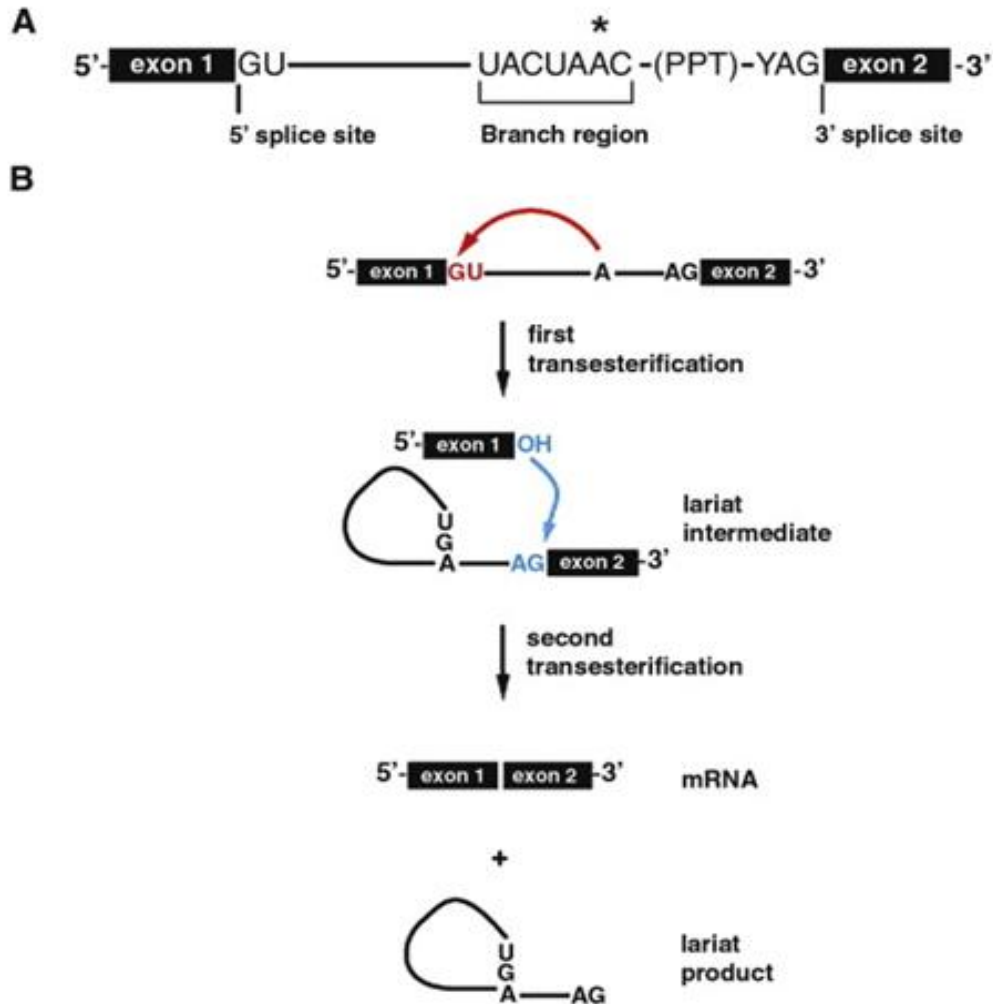 A
*
5'- exon 1 GU UACUAAC -(PPT)-YAG exon 2 -3'
5' splice site Branch region 3' splice site
B
5'- exon 1 GU A AG exon 2 -3'
first
transesterification
5'- exon 1 OH
U
G
A AG exon 2 -3'
lariat
intermediate
second
transesterification
5'- exon 1 exon 2 -3' mRNA
+
U
G
A AG
lariat
product